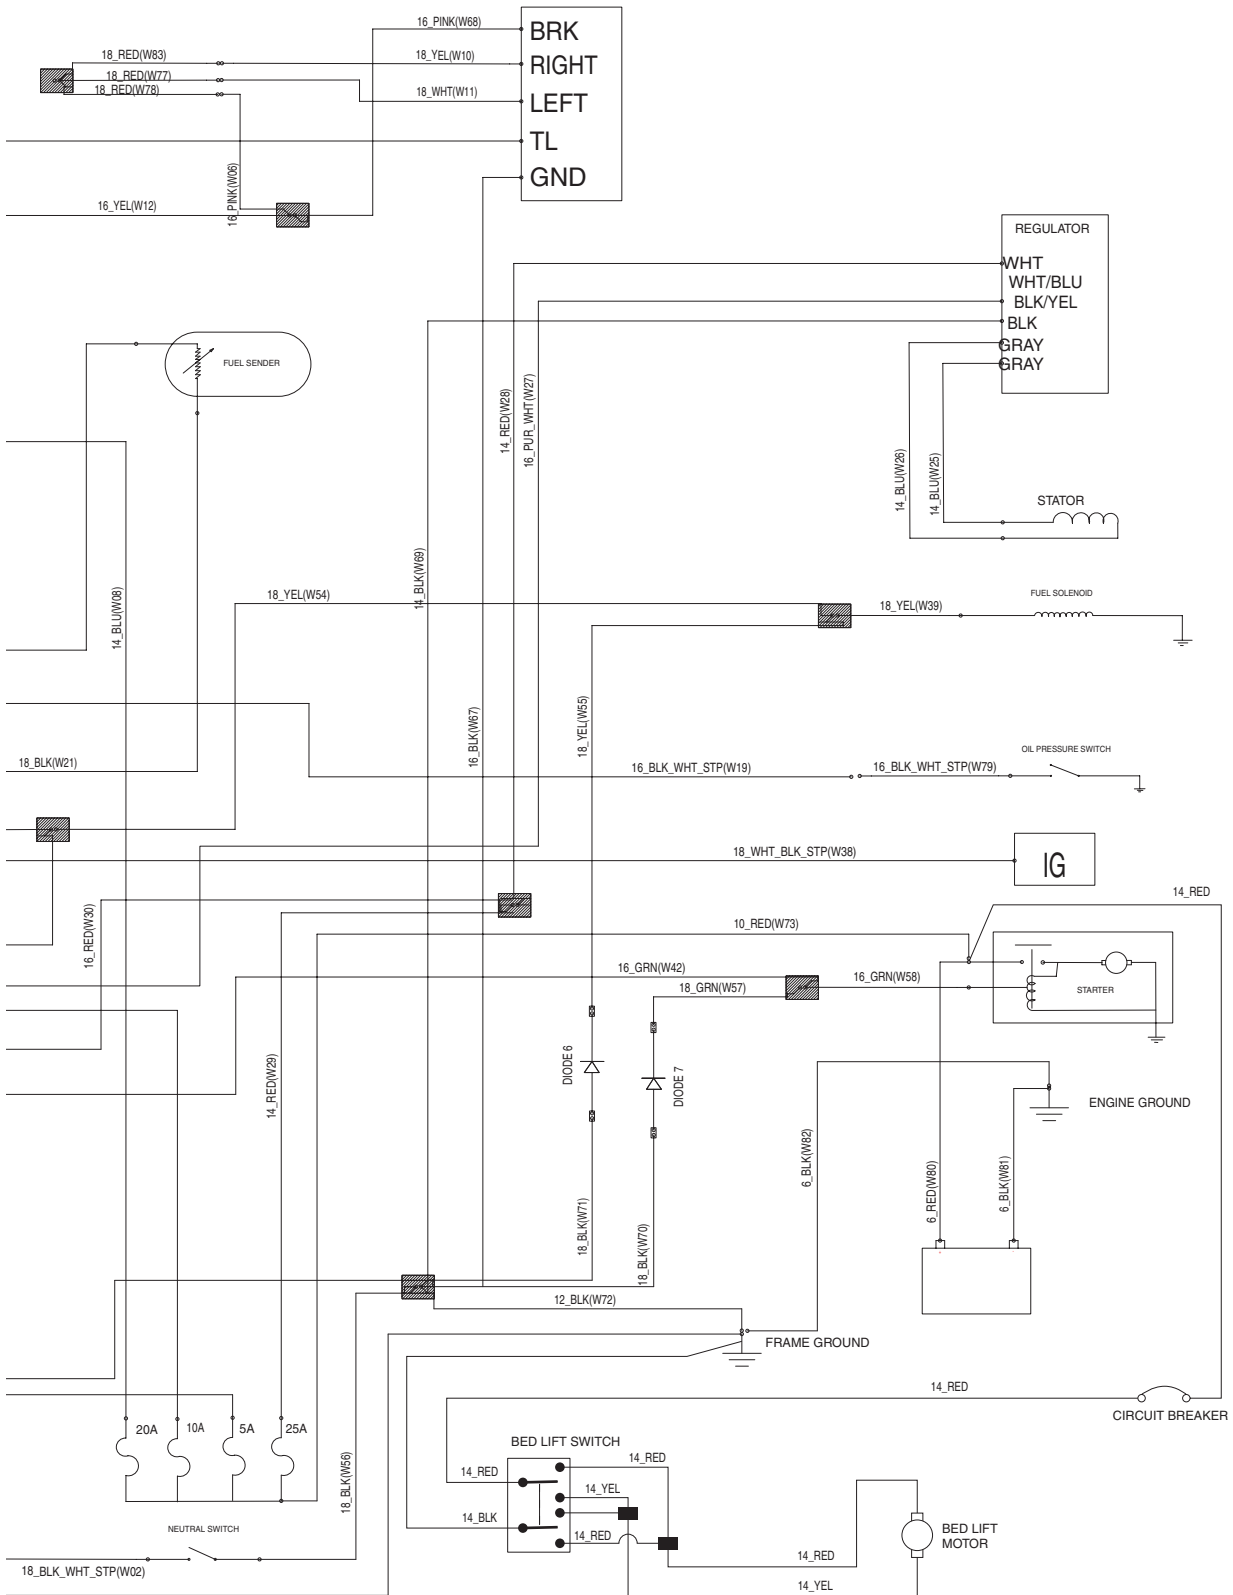 16_PINK(W68)
BRK
18_RED(W83)
18_YEL(W10)
RIGHT
18_RED(W77)
18_RED(W78)
18_WHT(W11)
LEFT
TL
GND
16_PINK(W06)
16_YEL(W12)
REGULATOR
WHT
WHT/BLU
BLK/YEL
BLK
GRAY
GRAY
FUEL SENDER
14_RED(W28)
16_PUR_WHT(W27)
14_BLU(W26)
14_BLU(W25)
STATOR
14_BLK(W69)
18_YEL(W54)
14_BLU(W08)
18_YEL(W39)
FUEL SOLENOID
16_BLK(W67)
18_YEL(W55)
18_BLK(W21)
16_BLK_WHT_STP(W19)
16_BLK_WHT_STP(W79)
OIL PRESSURE SWITCH
18_WHT_BLK_STP(W38)
IG
14_RED
16_RED(W30)
10_RED(W73)
16_GRN(W42)
18_GRN(W57)
16_GRN(W58)
STARTER
14_RED(W29)
DIODE 6
DIODE 7
ENGINE GROUND
6_BLK(W82)
6_RED(W80)
6_BLK(W81)
18_BLK(W71)
18_BLK(W70)
12_BLK(W72)
FRAME GROUND
14_RED
CIRCUIT BREAKER
20A
10A
5A
25A
18_BLK(W56)
BED LIFT SWITCH
14_RED
14_RED
14_YEL
14_BLK
14_RED
NEUTRAL SWITCH
18_BLK_WHT_STP(W02)
BED LIFT
MOTOR
14_RED
14_YEL